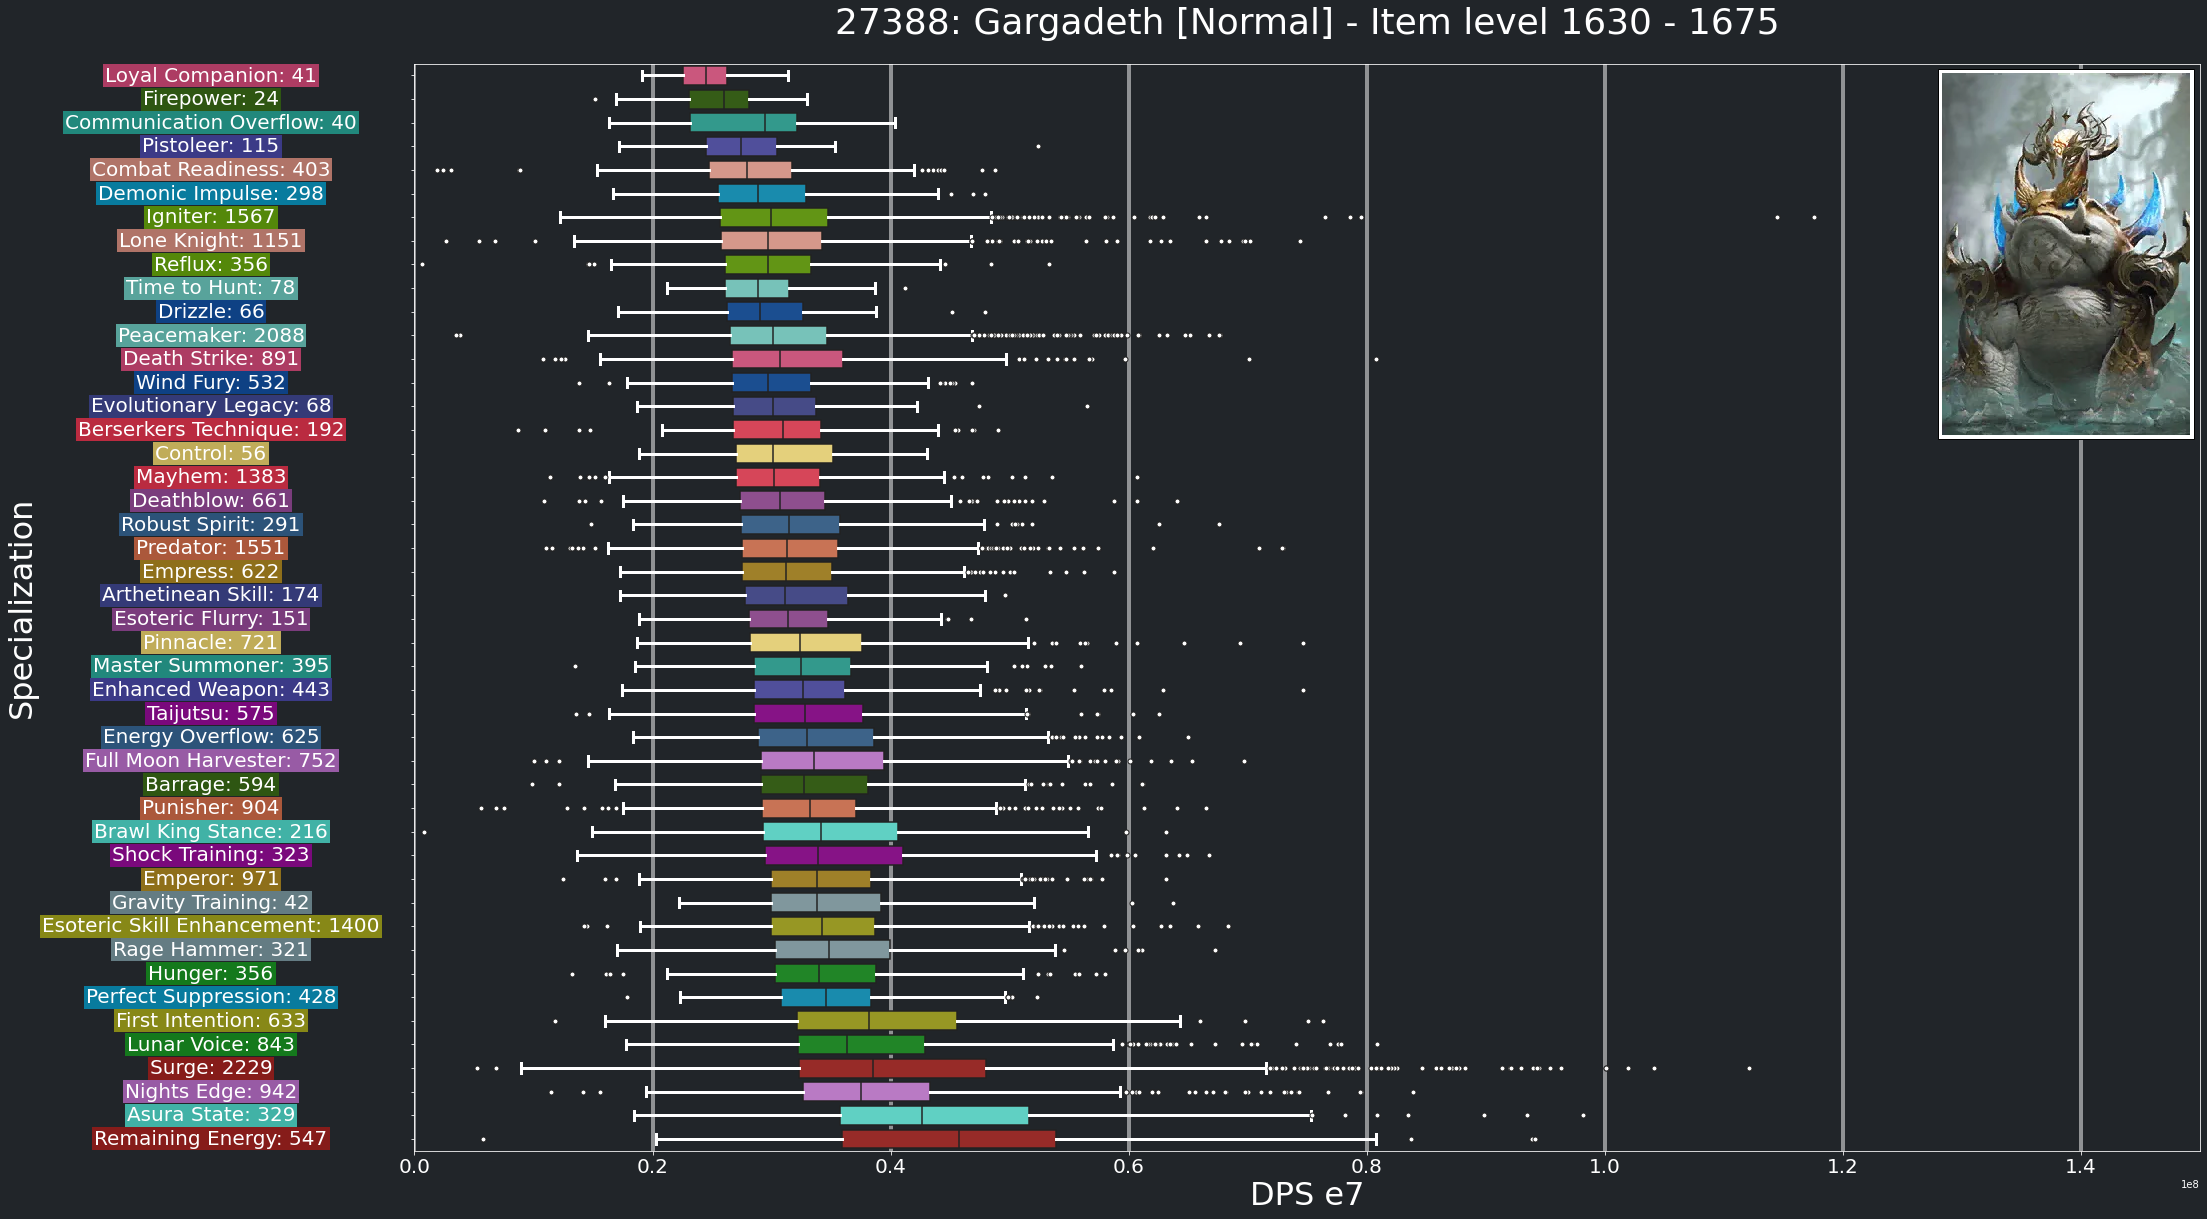 27388: Gargadeth [Normal] - Item level 1630 - 1675
Specialization
Loyal Companion: 41
Firepower: 24
Communication Overflow: 40
Pistoleer: 115
Combat Readiness: 403
Demonic Impulse: 298
Igniter: 1567
Lone Knight: 1151
Reflux: 356
Time to Hunt: 78
Drizzle: 66
Peacemaker: 2088
Death Strike: 891
Wind Fury: 532
Evolutionary Legacy: 68
Berserkers Technique: 192
Control: 56
Mayhem: 1383
Deathblow: 661
Robust Spirit: 291
Predator: 1551
Empress: 622
Arthetinean Skill: 174
Esoteric Flurry: 151
Pinnacle: 721
Master Summoner: 395
Enhanced Weapon: 443
Taijutsu: 575
Energy Overflow: 625
Full Moon Harvester: 752
Barrage: 594
Punisher: 904
Brawl King Stance: 216
Shock Training: 323
Emperor: 971
Gravity Training: 42
Esoteric Skill Enhancement: 1400
Rage Hammer: 321
Hunger: 356
Perfect Suppression: 428
First Intention: 633
Lunar Voice: 843
Surge: 2229
Nights Edge: 942
Asura State: 329
Remaining Energy: 547
0.0 0.2 0.4 0.6 0.8 1.0 1.2 1.4
1e8
DPS e7